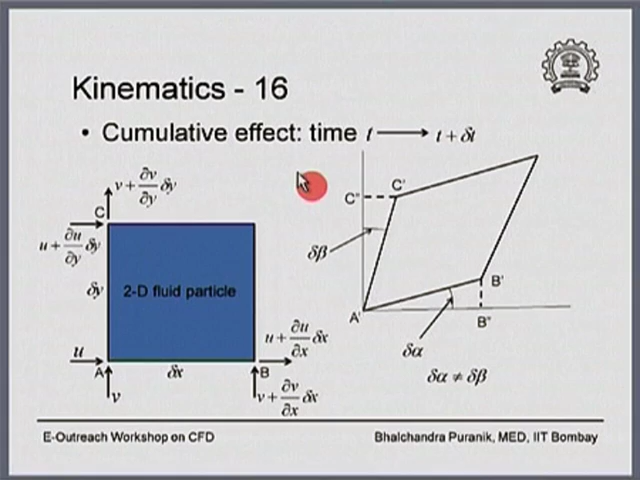 Kinematics - 16
• Cumulative effect: time t ⟶ t + δt
v + ∂v/∂y δy
C
u + ∂u/∂y δy
δy
2-D fluid particle
u
A
v
δx
B
u + ∂u/∂x δx
v + ∂v/∂x δx
C" C'
δβ
A'
B'
B"
δα
δα ≠ δβ
E-Outreach Workshop on CFD
Bhalchandra Puranik, MED, IIT Bombay